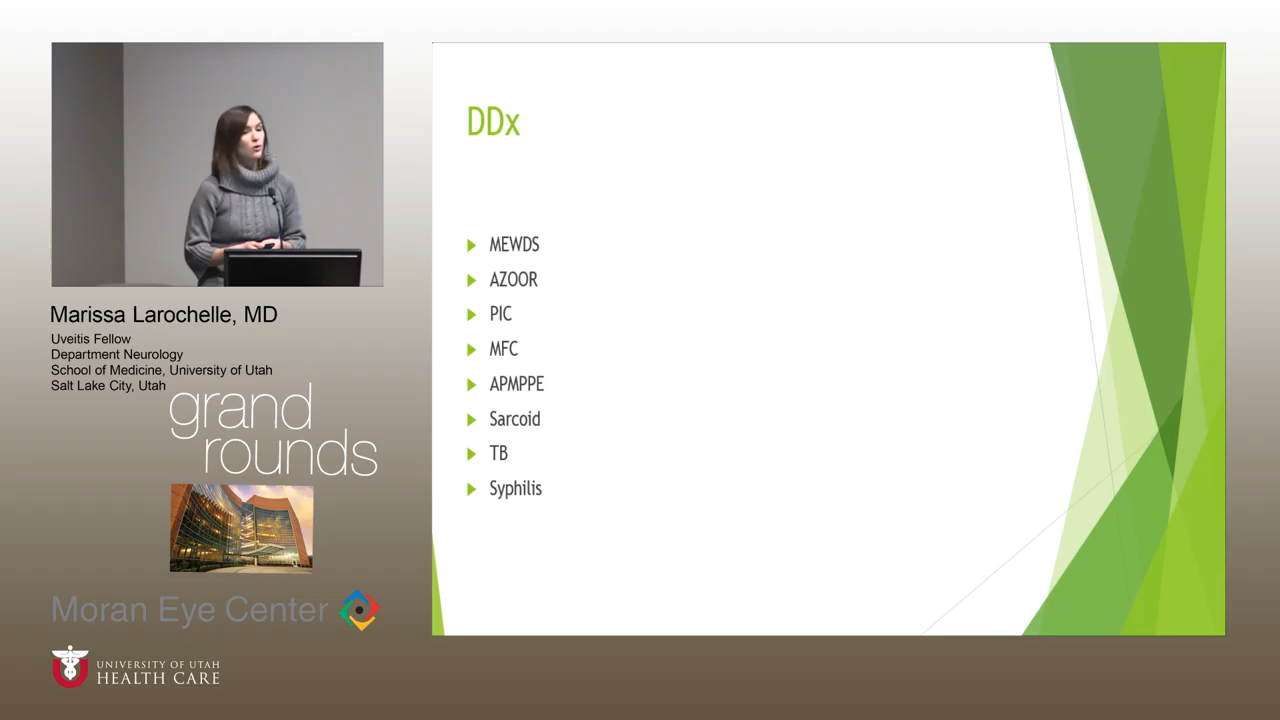 Marissa Larochelle, MD
Uveitis Fellow
Department Neurology
School of Medicine, University of Utah
Salt Lake City, Utah
grand
rounds
Moran Eye Center
UNIVERSITY OF UTAH
HEALTH CARE
DDx
MEWDS
AZOOR
PIC
MFC
APMPPE
Sarcoid
TB
Syphilis